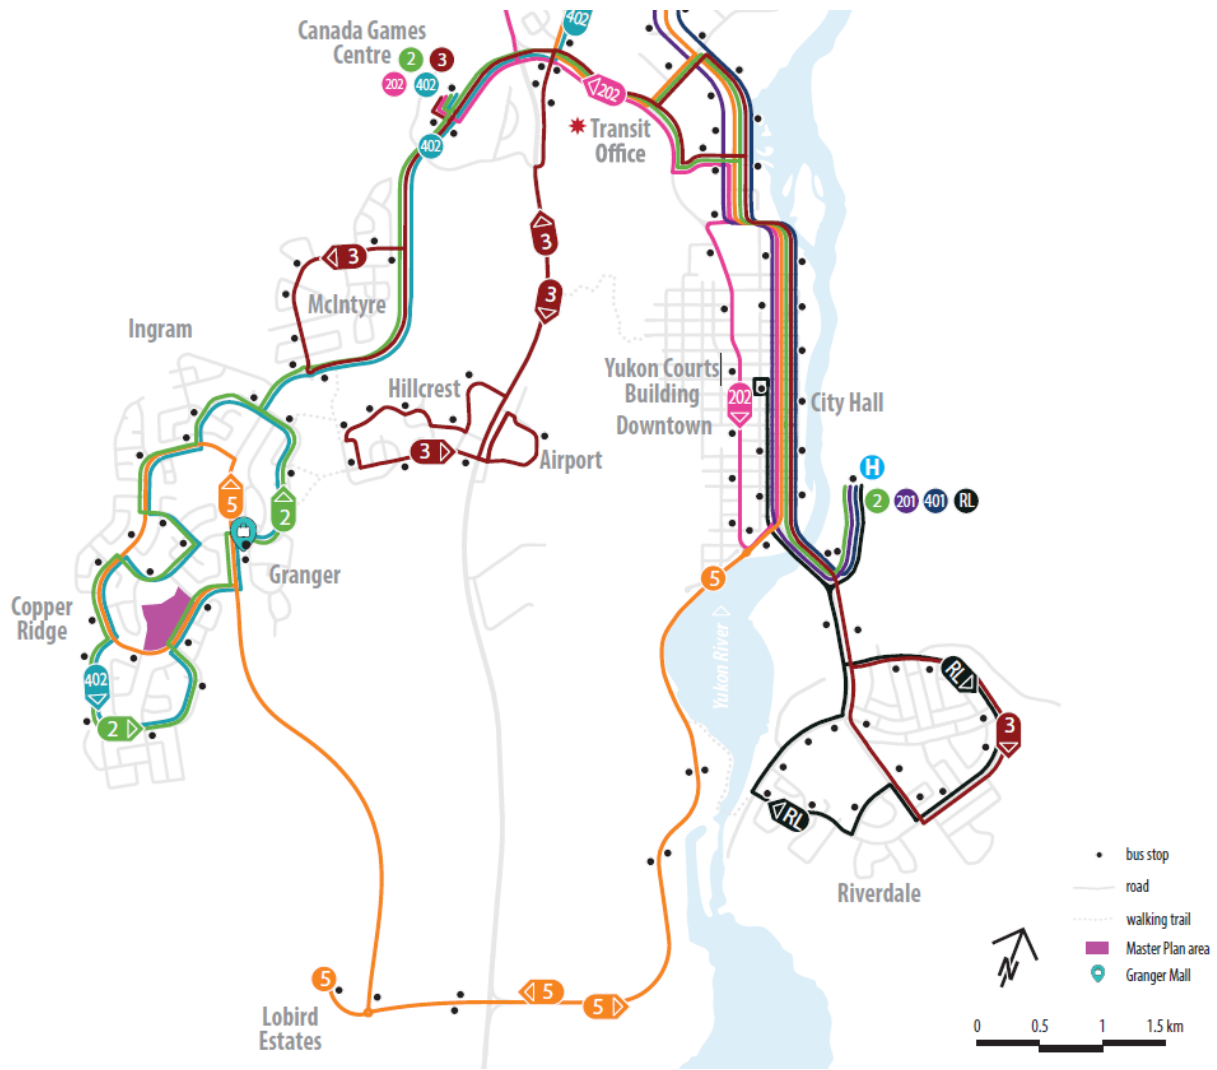 402
Canada Games
Centre 2 3
202 402
202
Transit
Office
402
3
3
McIntyre
3
Ingram
Yukon Courts
Building
Downtown
202
City Hall
Hillcrest
3
Airport
H
2 201 401 RL
5
2
Granger
5
Copper
Ridge
Yukon River
402
2
RL
3
RL
Riverdale
5
5
5
Lobird
Estates
bus stop
road
walking trail
Master Plan area
Granger Mall
N
0 0.5 1 1.5 km